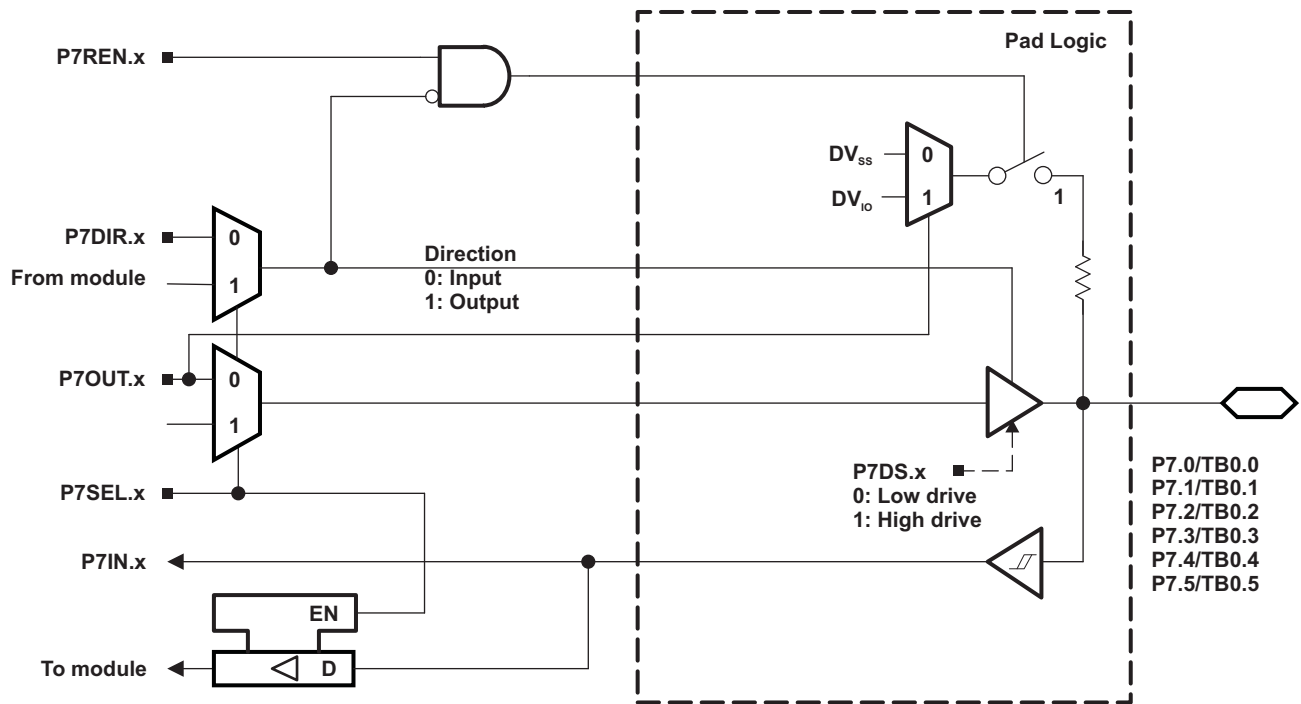 Pad Logic
P7REN.x
DV_SS
0
DV_IO
1
1
P7DIR.x
0
From module
1
Direction
0: Input
1: Output
P7OUT.x
0
1
P7SEL.x
P7DS.x
0: Low drive
1: High drive
P7.0/TB0.0
P7.1/TB0.1
P7.2/TB0.2
P7.3/TB0.3
P7.4/TB0.4
P7.5/TB0.5
P7IN.x
EN
To module
D